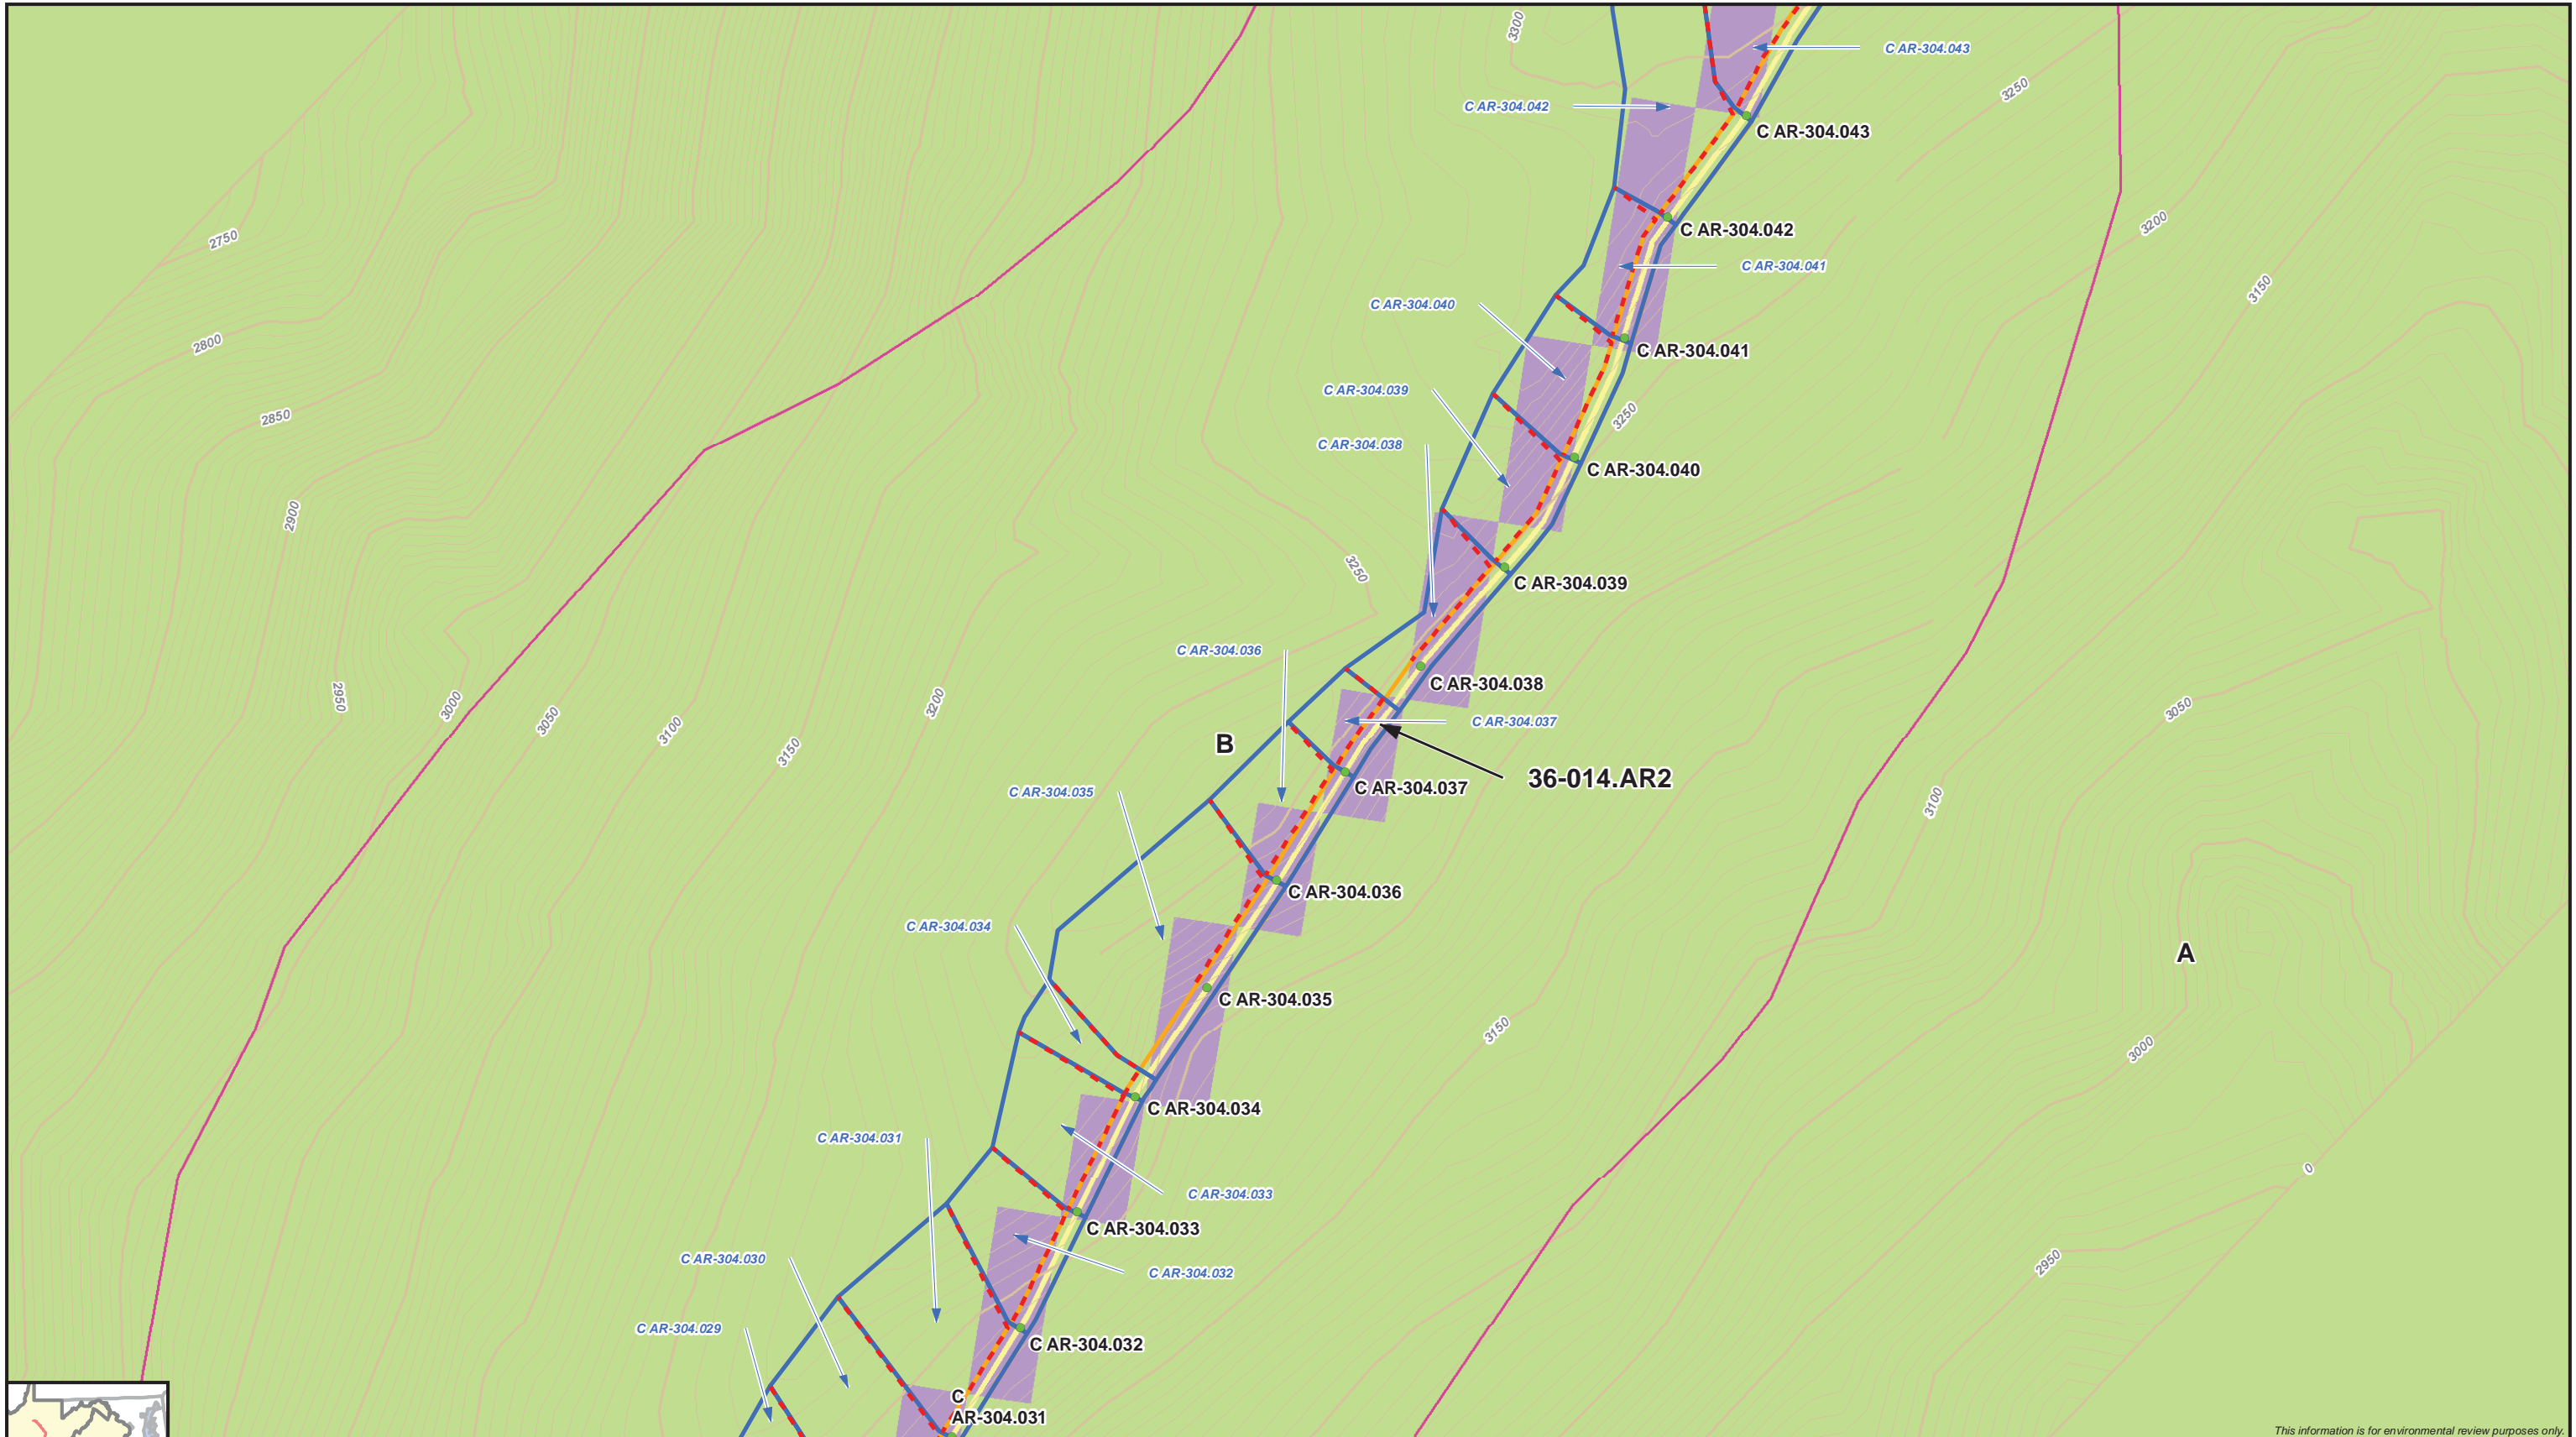 3300
C AR-304.043
3250
C AR-304.042
C AR-304.043
3200
2750
C AR-304.042
C AR-304.041
3150
C AR-304.040
2800
C AR-304.041
C AR-304.039
2850
3250
C AR-304.038
C AR-304.040
2900
3250
C AR-304.039
C AR-304.036
C AR-304.038
2950
3000
3050
3100
3150
3200
C AR-304.037
3050
B
36-014.AR2
C AR-304.037
C AR-304.035
3100
C AR-304.036
C AR-304.034
A
C AR-304.035
3150
3000
C AR-304.034
C AR-304.031
0
C AR-304.033
C AR-304.033
C AR-304.030
C AR-304.032
2950
C AR-304.029
C AR-304.032
C
AR-304.031
This information is for environmental review purposes only.